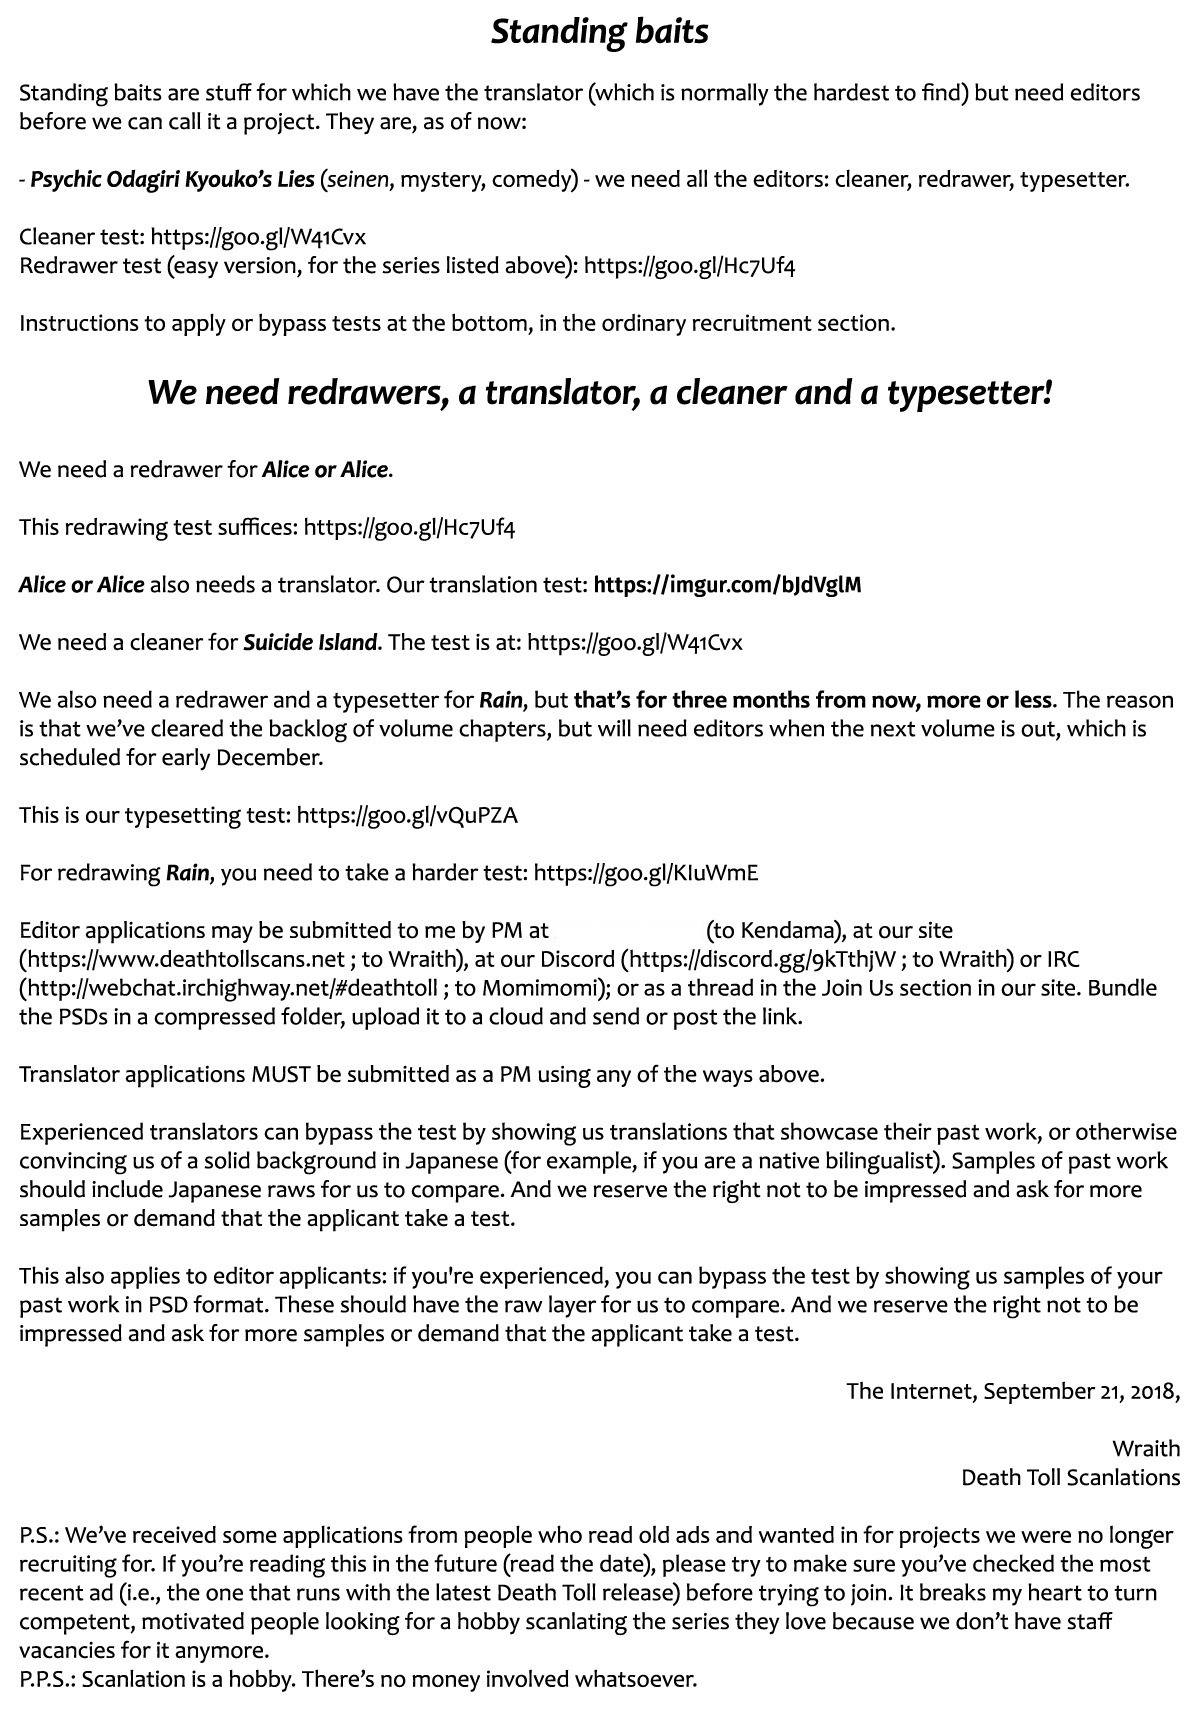 Standing baits
Standing baits are stuff for which we have the translator (which is normally the hardest to find) but need editors
before we can call it a project. They are, as of now:
- Psychic Odagiri Kyouko’s Lies (seinen, mystery, comedy) - we need all the editors: cleaner, redrawer, typesetter.
Cleaner test: https://goo.gl/W41Cvx
Redrawer test (easy version, for the series listed above): https://goo.gl/Hc7Uf4
Instructions to apply or bypass tests at the bottom, in the ordinary recruitment section.
We need redrawers, a translator, a cleaner and a typesetter!
We need a redrawer for Alice or Alice.
This redrawing test suffices: https://goo.gl/Hc7Uf4
Alice or Alice also needs a translator. Our translation test: https://imgur.com/bJdVglM
We need a cleaner for Suicide Island. The test is at: https://goo.gl/W41Cvx
We also need a redrawer and a typesetter for Rain, but that’s for three months from now, more or less. The reason
is that we’ve cleared the backlog of volume chapters, but will need editors when the next volume is out, which is
scheduled for early December.
This is our typesetting test: https://goo.gl/vQuPZA
For redrawing Rain, you need to take a harder test: https://goo.gl/KIuWmE
Editor applications may be submitted to me by PM at (to Kendama), at our site
(https://www.deathtollscans.net ; to Wraith), at our Discord (https://discord.gg/9kTthjW ; to Wraith) or IRC
(http://webchat.irchighway.net/#deathtoll ; to Momimomi); or as a thread in the Join Us section in our site. Bundle
the PSDs in a compressed folder, upload it to a cloud and send or post the link.
Translator applications MUST be submitted as a PM using any of the ways above.
Experienced translators can bypass the test by showing us translations that showcase their past work, or otherwise
convincing us of a solid background in Japanese (for example, if you are a native bilingualist). Samples of past work
should include Japanese raws for us to compare. And we reserve the right not to be impressed and ask for more
samples or demand that the applicant take a test.
This also applies to editor applicants: if you're experienced, you can bypass the test by showing us samples of your
past work in PSD format. These should have the raw layer for us to compare. And we reserve the right not to be
impressed and ask for more samples or demand that the applicant take a test.
The Internet, September 21, 2018,
Wraith
Death Toll Scanlations
P.S.: We’ve received some applications from people who read old ads and wanted in for projects we were no longer
recruiting for. If you’re reading this in the future (read the date), please try to make sure you’ve checked the most
recent ad (i.e., the one that runs with the latest Death Toll release) before trying to join. It breaks my heart to turn
competent, motivated people looking for a hobby scanlating the series they love because we don’t have staff
vacancies for it anymore.
P.P.S.: Scanlation is a hobby. There’s no money involved whatsoever.